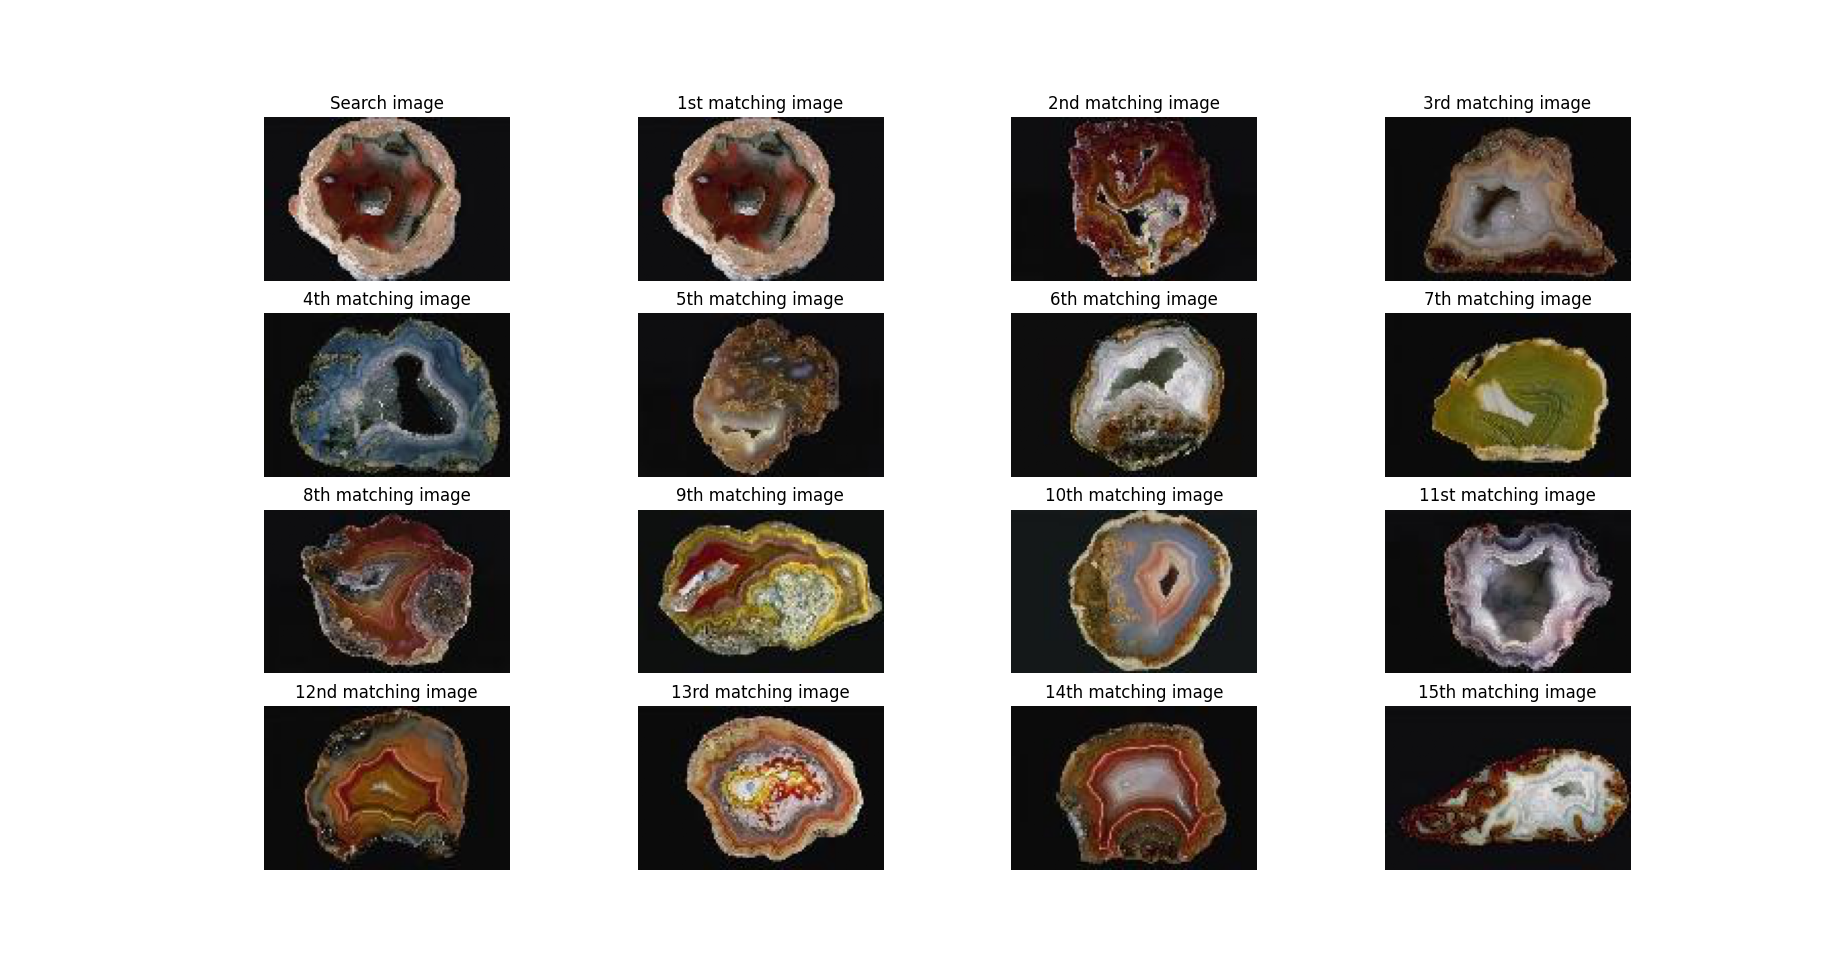 Search image
1st matching image
2nd matching image
3rd matching image
4th matching image
5th matching image
6th matching image
7th matching image
8th matching image
9th matching image
10th matching image
11st matching image
12nd matching image
13rd matching image
14th matching image
15th matching image